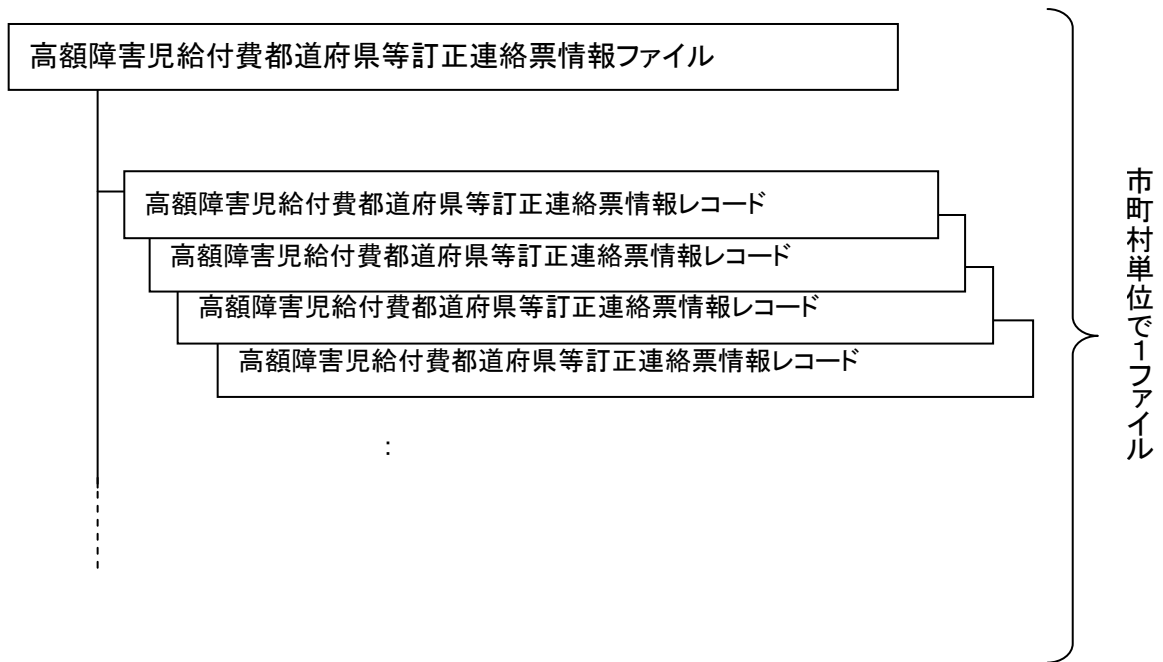 高額障害児給付費都道府県等訂正連絡票情報ファイル
高額障害児給付費都道府県等訂正連絡票情報レコード
高額障害児給付費都道府県等訂正連絡票情報レコード
高額障害児給付費都道府県等訂正連絡票情報レコード
高額障害児給付費都道府県等訂正連絡票情報レコード
:
市町村単位で1ファイル